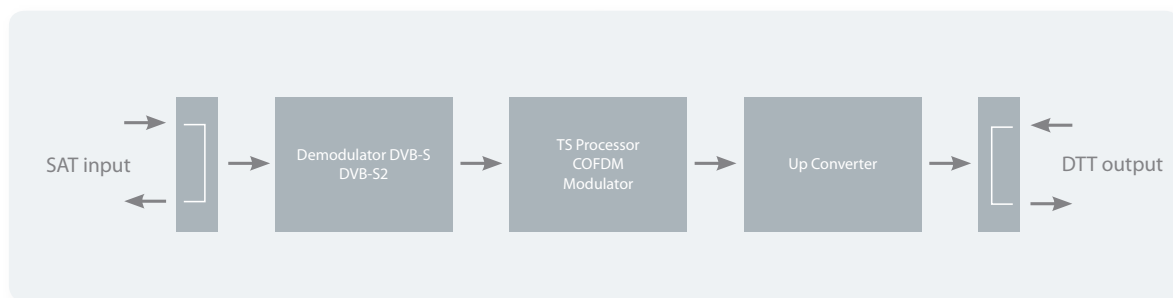 SAT input
Demodulator DVB-S
DVB-S2
TS Processor
COFDM
Modulator
Up Converter
DTT output